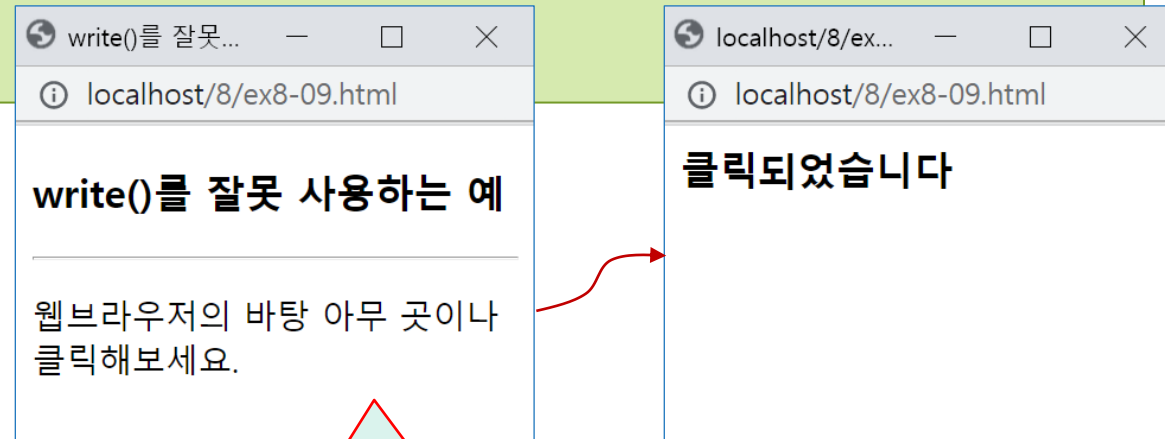 write()를 잘못...
localhost/8/ex8-09.html
write()를 잘못 사용하는 예
웹브라우저의 바탕 아무 곳이나
클릭해보세요.
localhost/8/ex...
localhost/8/ex8-09.html
클릭되었습니다